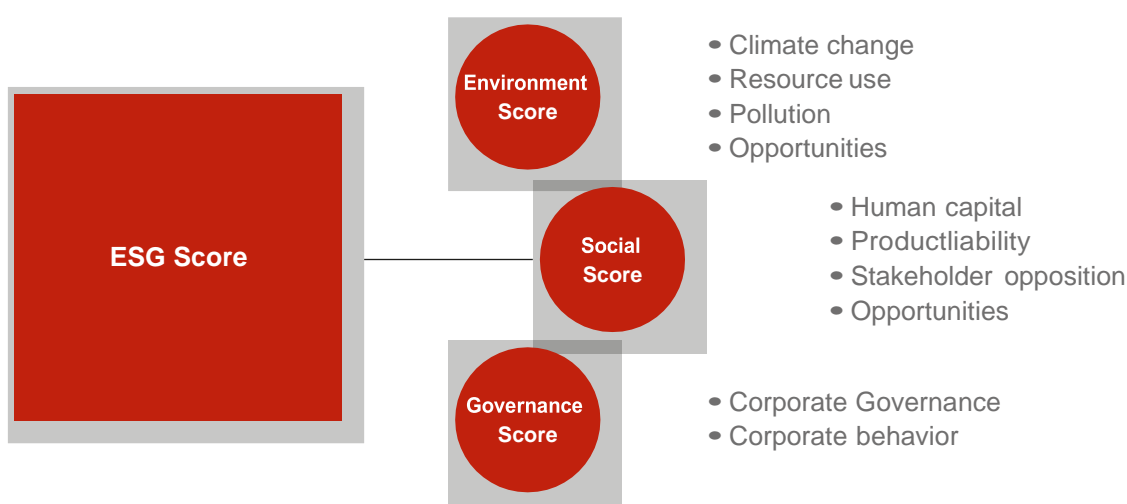 ESG Score
Environment
Score
• Climate change
• Resource use
• Pollution
• Opportunities
Social
Score
• Human capital
• Productliability
• Stakeholder opposition
• Opportunities
Governance
Score
• Corporate Governance
• Corporate behavior